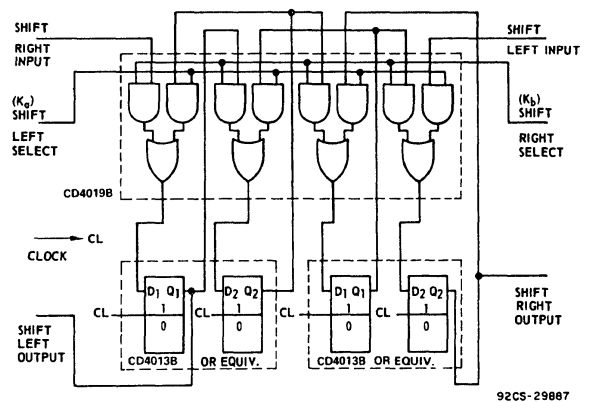 SHIFT
RIGHT
INPUT
SHIFT
LEFT INPUT
(Ka)
SHIFT
LEFT
SELECT
(Kb)
SHIFT
RIGHT
SELECT
CD4019B
CL
CLOCK
D1 Q1
1
0
D2 Q2
1
0
D1 Q1
1
0
D2 Q2
1
0
CL
CL
CL
CL
SHIFT
LEFT
OUTPUT
CD4013B OR EQUIV.
CD4013B OR EQUIV.
SHIFT
RIGHT
OUTPUT
92CS-29887